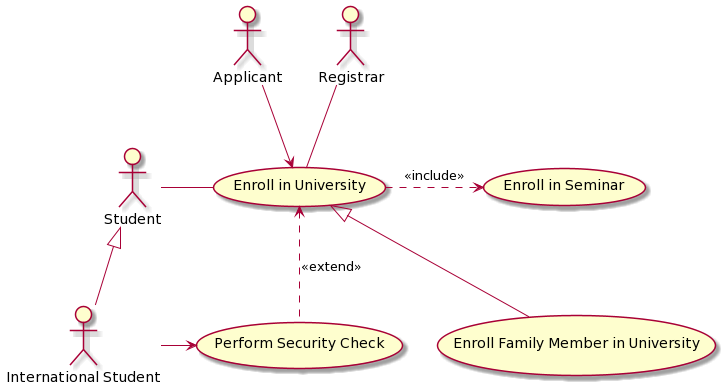 Applicant
Registrar
Enroll in University
«include»
Enroll in Seminar
Student
«extend»
Perform Security Check
Enroll Family Member in University
International Student